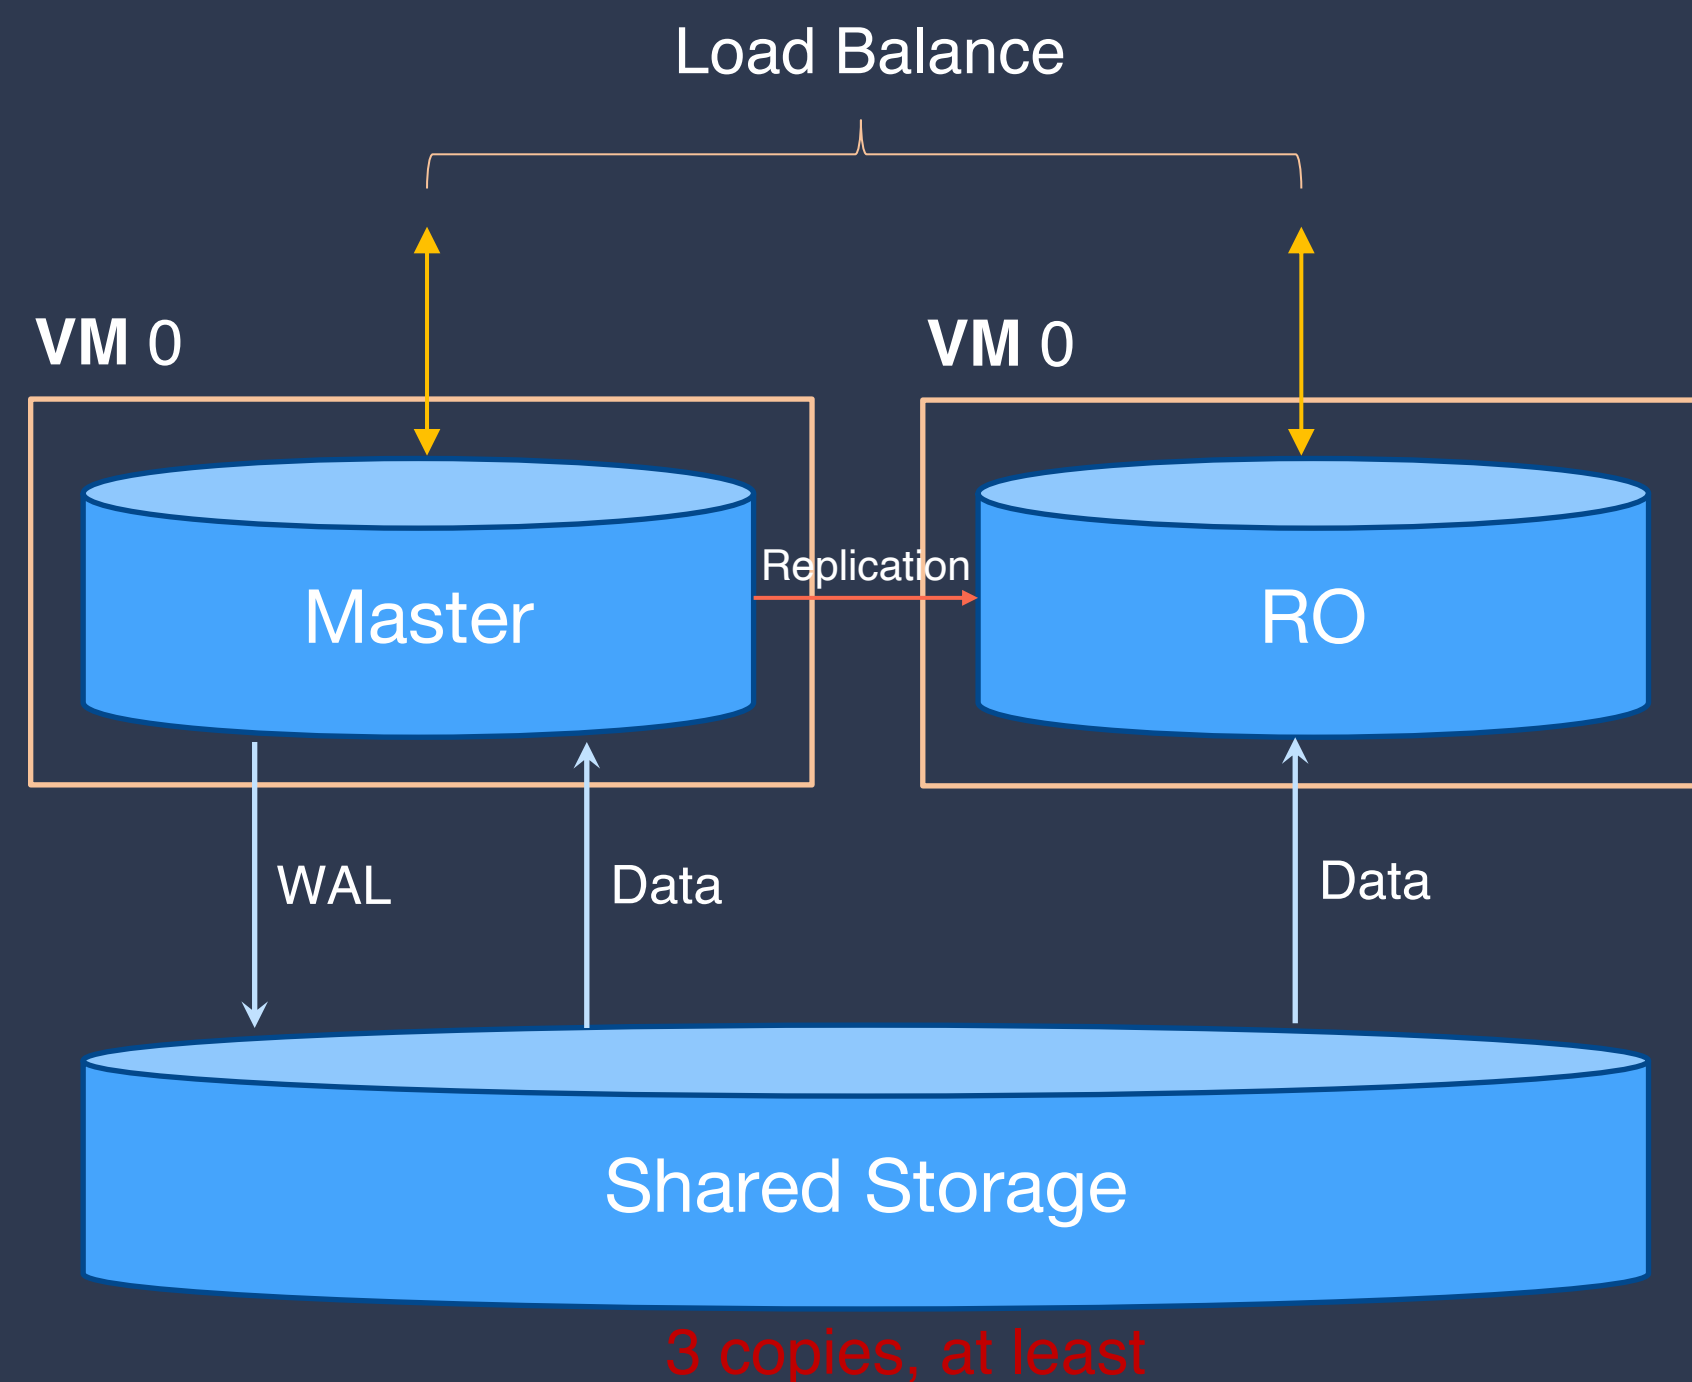 Load Balance
VM 0
VM 0
Replication
Master
RO
WAL
Data
Data
Shared Storage
3 copies, at least